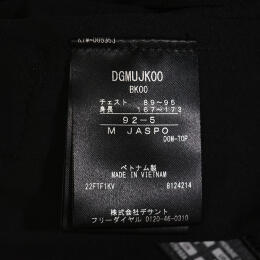 DGMUJK00
BK00
チェスト 89~95
身長 167~173
92-5
M JASPO
DGM-TOP
ベトナム製
MADE IN VIETNAM
22FTF1KV 8124214
株式会社デサント
フリーダイヤル 0120-46-0310